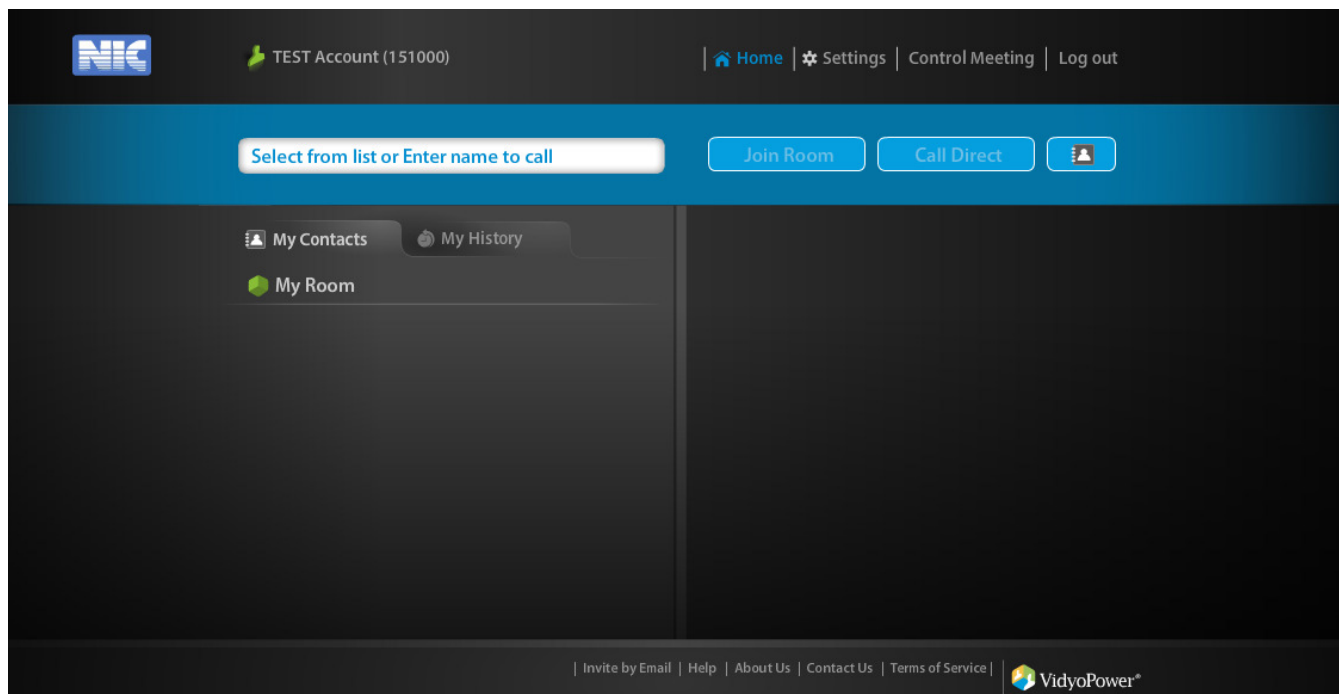 NIC
TEST Account (151000)
| Home | Settings | Control Meeting | Log out
Select from list or Enter name to call
Join Room
Call Direct
My Contacts
My History
My Room
| Invite by Email | Help | About Us | Contact Us | Terms of Service |
VidyoPower®